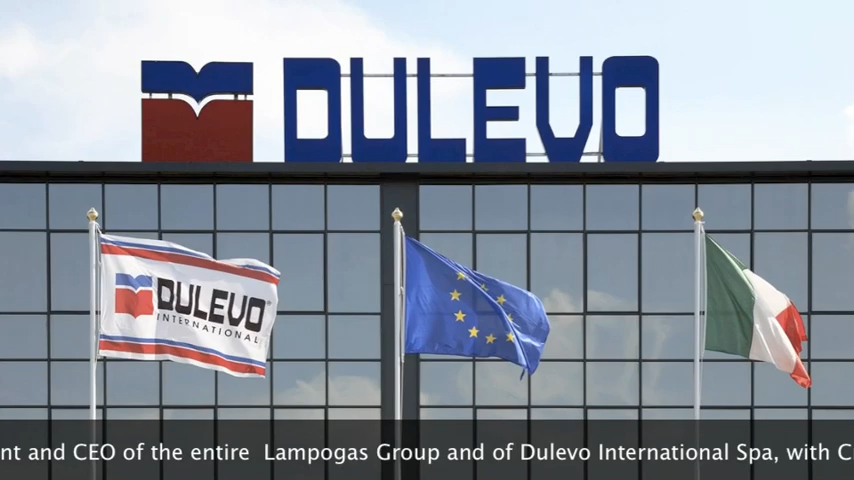 DULEVO
DULEVO
INTERNATIONAL
nt and CEO of the entire Lampogas Group and of Dulevo International Spa, with C